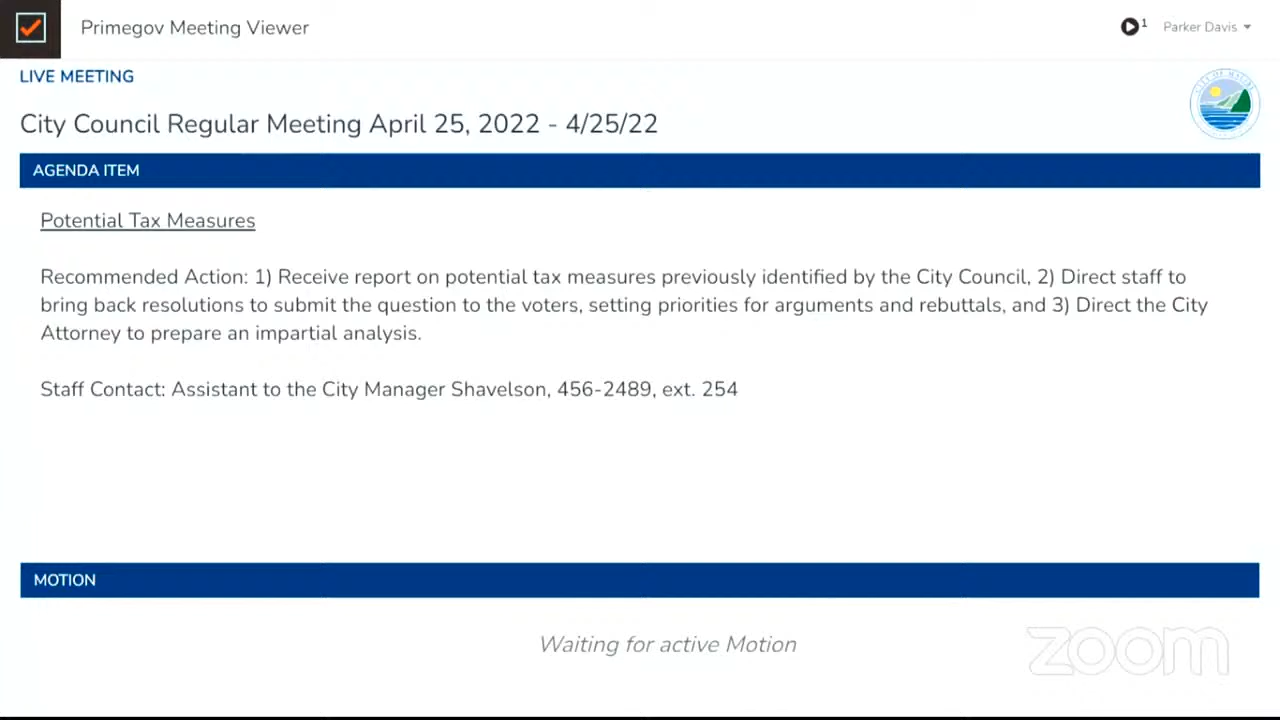 Primegov Meeting Viewer
1
Parker Davis
LIVE MEETING
City Council Regular Meeting April 25, 2022 - 4/25/22
AGENDA ITEM
Potential Tax Measures
Recommended Action: 1) Receive report on potential tax measures previously identified by the City Council, 2) Direct staff to
bring back resolutions to submit the question to the voters, setting priorities for arguments and rebuttals, and 3) Direct the City
Attorney to prepare an impartial analysis.
Staff Contact: Assistant to the City Manager Shavelson, 456-2489, ext. 254
MOTION
Waiting for active Motion
zoom